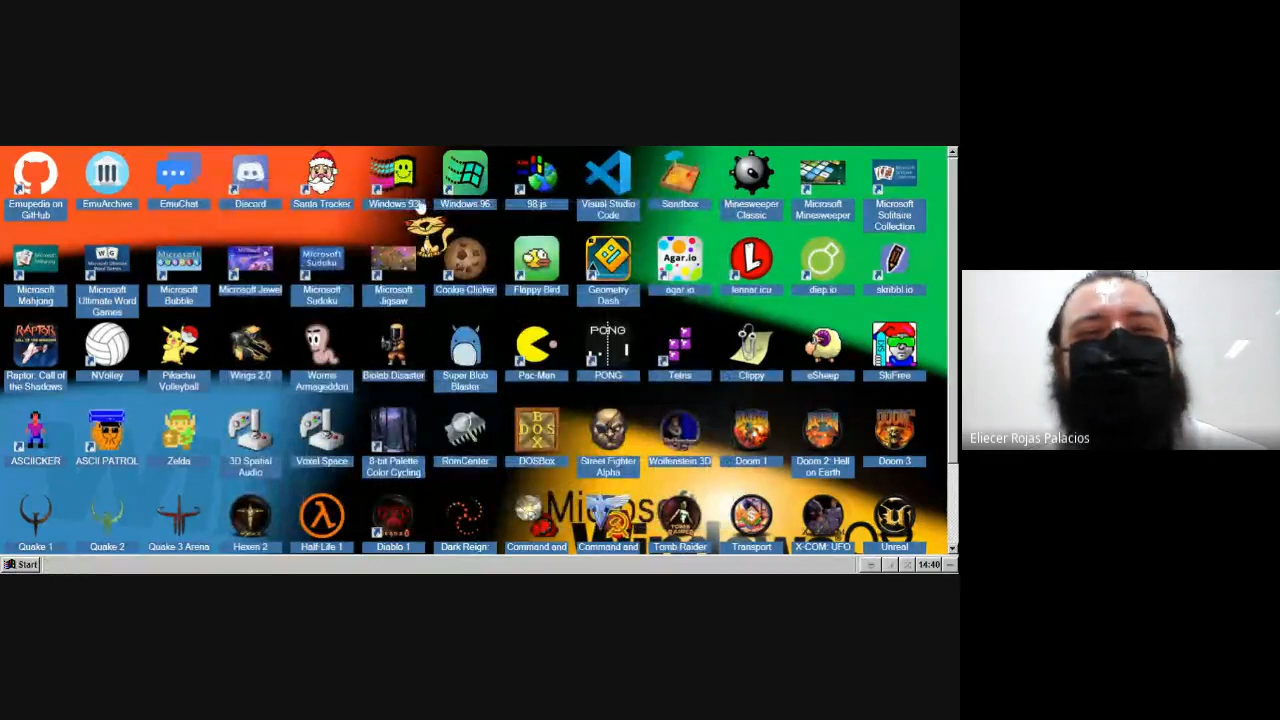 Emupedia on
GitHub
EmuArchive
EmuChat
Discord
Santa Tracker
Windows 93
Windows 96
98.js
Visual Studio
Code
Sandbox
Minesweeper
Classic
Microsoft
Minesweeper
Microsoft
Solitaire
Collection
Microsoft
Mahjong
Microsoft
Ultimate Word
Games
Microsoft
Bubble
Microsoft Jewel
Microsoft
Sudoku
Microsoft
Jigsaw
Cookie Clicker
Flappy Bird
Geometry
Dash
Agar.io
agar.io
diep.io
skribbl.io
Raptor: Call of
the Shadows
NVolley
Pikachu
Volleyball
Wings 2.0
Worms
Armageddon
Biolab Disaster
Super Blob
Blaster
Pac-Man
PONG
PONG
Tetris
Clippy
eSheep
SkiFree
ASCIICKER
ASCII PATROL
Zelda
3D Spatial
Audio
Voxel Space
8-bit Palette
Color Cycling
RomCenter
DOSBox
Street Fighter
Alpha
Wolfenstein 3D
Doom 1
Doom 2: Hell
on Earth
Doom 3
Quake 1
Quake 2
Quake 3 Arena
Hexen 2
Half-Life 1
Diablo 1
Dark Reign:
Command and
Command and
Tomb Raider
Transport
X-COM: UFO
Unreal
Start
14:40
Eliecer Rojas Palacios